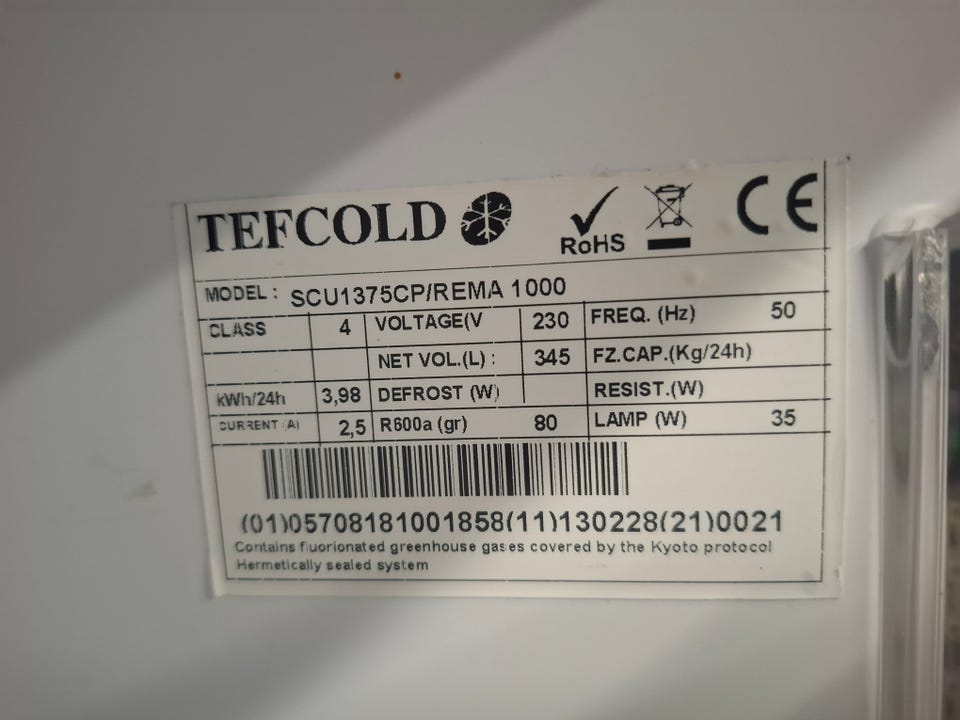 TEFCOLD RoHS CE
MODEL : SCU1375CP/REMA 1000
CLASS 4 VOLTAGE(V 230 FREQ. (Hz) 50
NET VOL.(L) : 345 FZ.CAP.(Kg/24h)
kWh/24h 3,98 DEFROST (W) RESIST.(W)
CURRENT (A) 2,5 R600a (gr) 80 LAMP (W) 35
(01)05708181001858(11)130228(21)0021
Contains fluorionated greenhouse gases covered by the Kyoto protocol
Hermetically sealed system